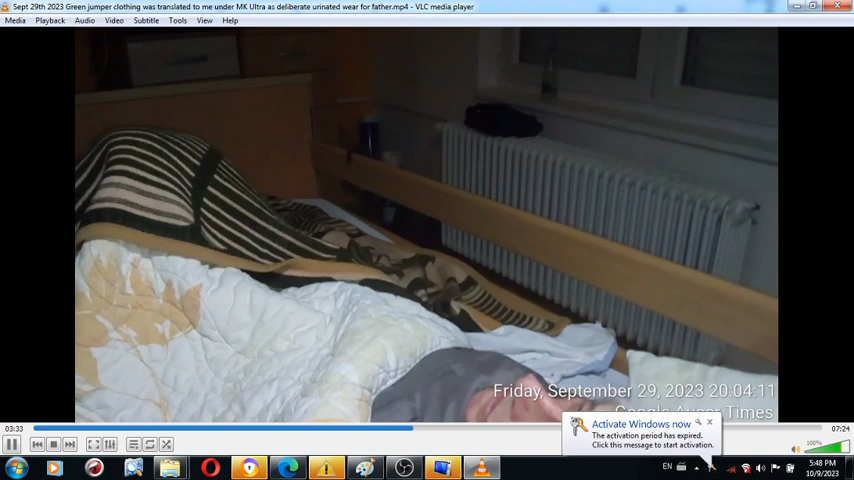 Sept 29th 2023 Green jumper clothing was translated to me under MK Ultra as deliberate urinated wear for father.mp4 - VLC media player
Media Playback Audio Video Subtitle Tools View Help
Friday, September 29, 2023 20:04:11
Times
03:33
07:24
Activate Windows now
The activation period has expired.
Click this message to start activation.
100%
EN
5:48 PM
10/9/2023